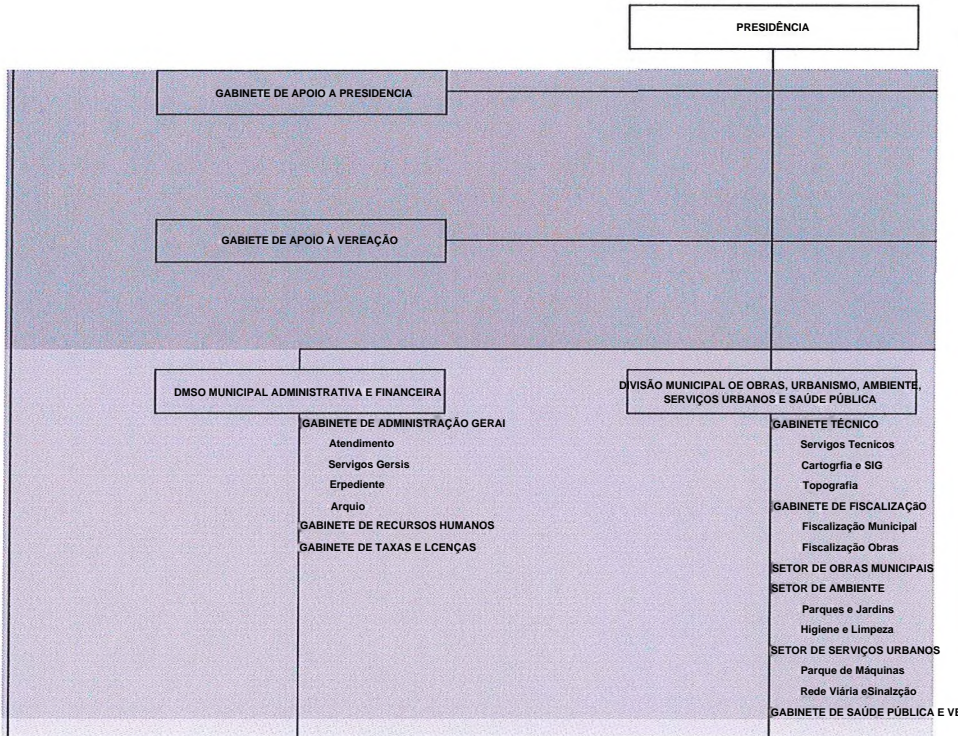 PRESIDÊNCIA
GABINETE DE APOIO A PRESIDENCIA
GABIETE DE APOIO À VEREAÇÃO
DMSO MUNICIPAL ADMINISTRATIVA E FINANCEIRA
GABINETE DE ADMINISTRAÇÃO GERAI
Atendimento
Servigos Gersis
Erpediente
Arquio
GABINETE DE RECURSOS HUMANOS
GABINETE DE TAXAS E LCENÇAS
DIVISÃO MUNICIPAL OE OBRAS, URBANISMO, AMBIENTE,
SERVIÇOS URBANOS E SAÚDE PÚBLICA
GABINETE TÉCNICO
Servigos Tecnicos
Cartogrfia e SIG
Topografia
GABINETE DE FISCALIZAÇãO
Fiscalização Municipal
Fiscalização Obras
SETOR DE OBRAS MUNICIPAIS
SETOR DE AMBIENTE
Parques e Jardins
Higiene e Limpeza
SETOR DE SERVIÇOS URBANOS
Parque de Máquinas
Rede Viária eSinalzção
GABINETE DE SAÚDE PÚBLICA E VE